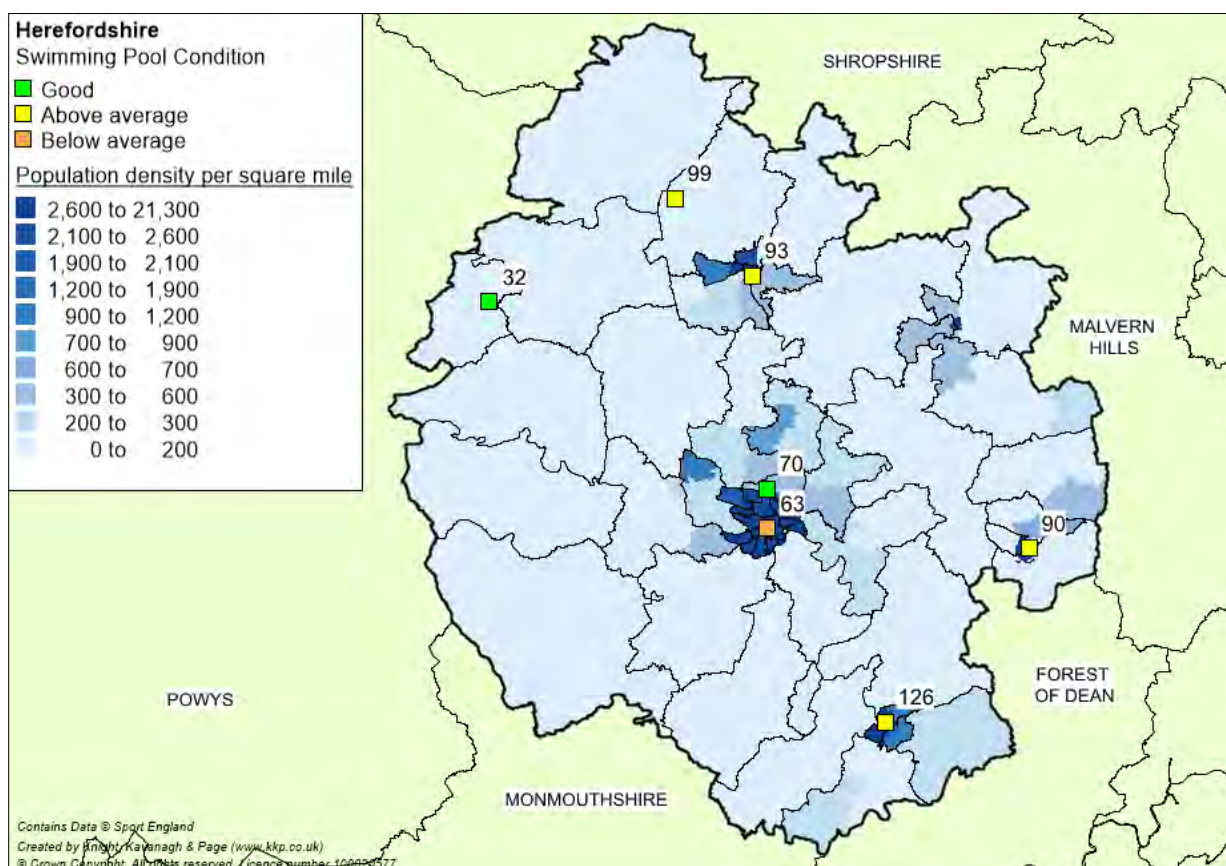 Herefordshire
Swimming Pool Condition
Good
Above average
Below average
Population density per square mile
2,600 to 21,300
2,100 to 2,600
1,900 to 2,100
1,200 to 1,900
900 to 1,200
700 to 900
600 to 700
300 to 600
200 to 300
0 to 200
SHROPSHIRE
99
93
32
MALVERN
HILLS
70
63
90
FOREST
OF DEAN
126
POWYS
MONMOUTHSHIRE
Contains Data © Sport England
Created by Knight, Kavanagh & Page (www.kkp.co.uk)
© Crown Copyright. All rights reserved. Licence number